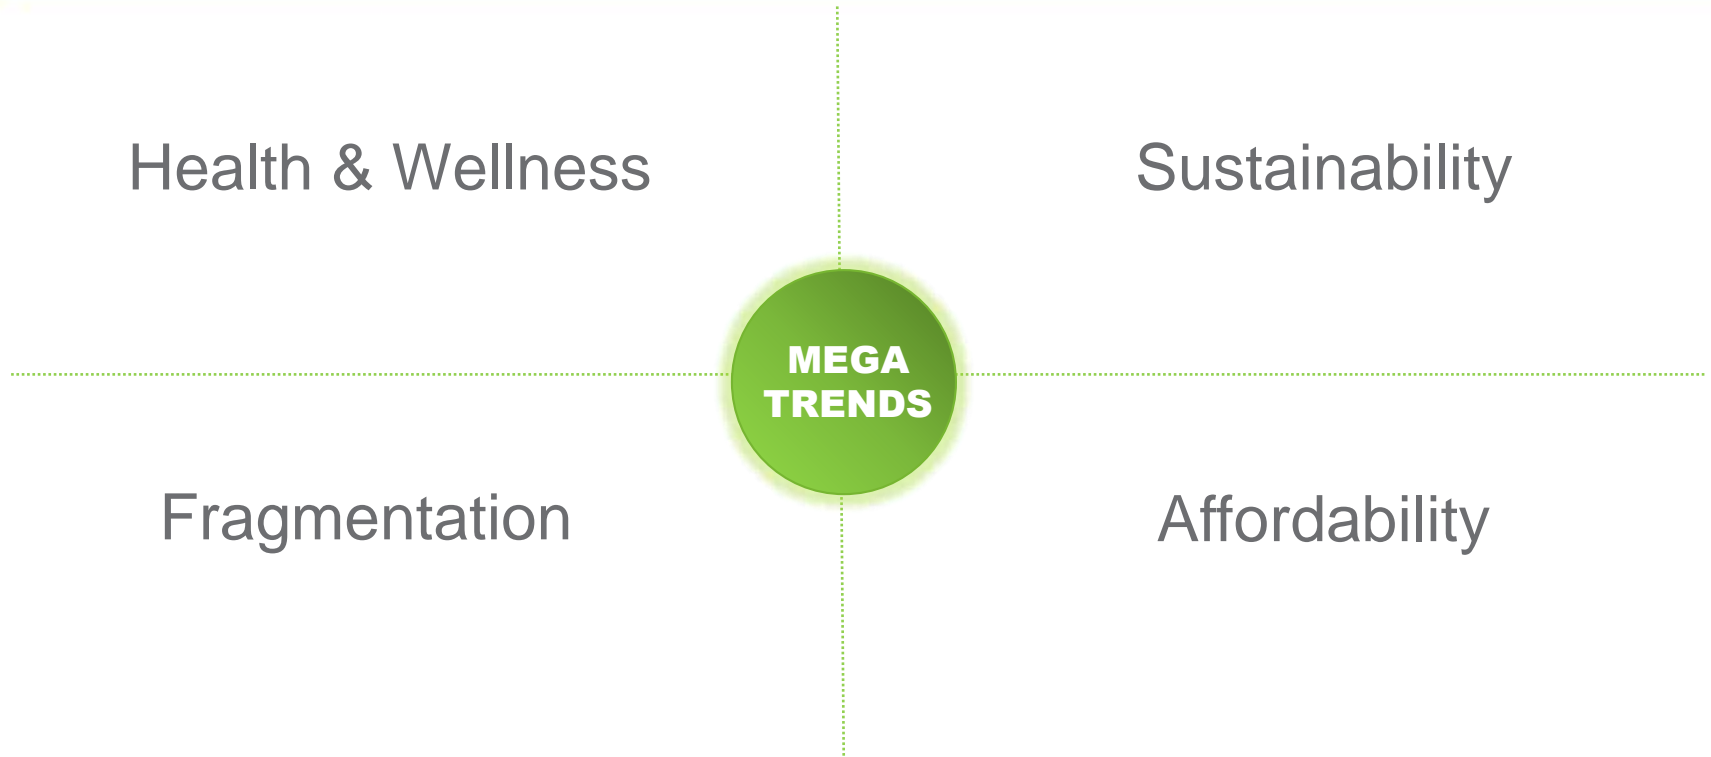 Health & Wellness
Sustainability
MEGA
TRENDS
Fragmentation
Affordability